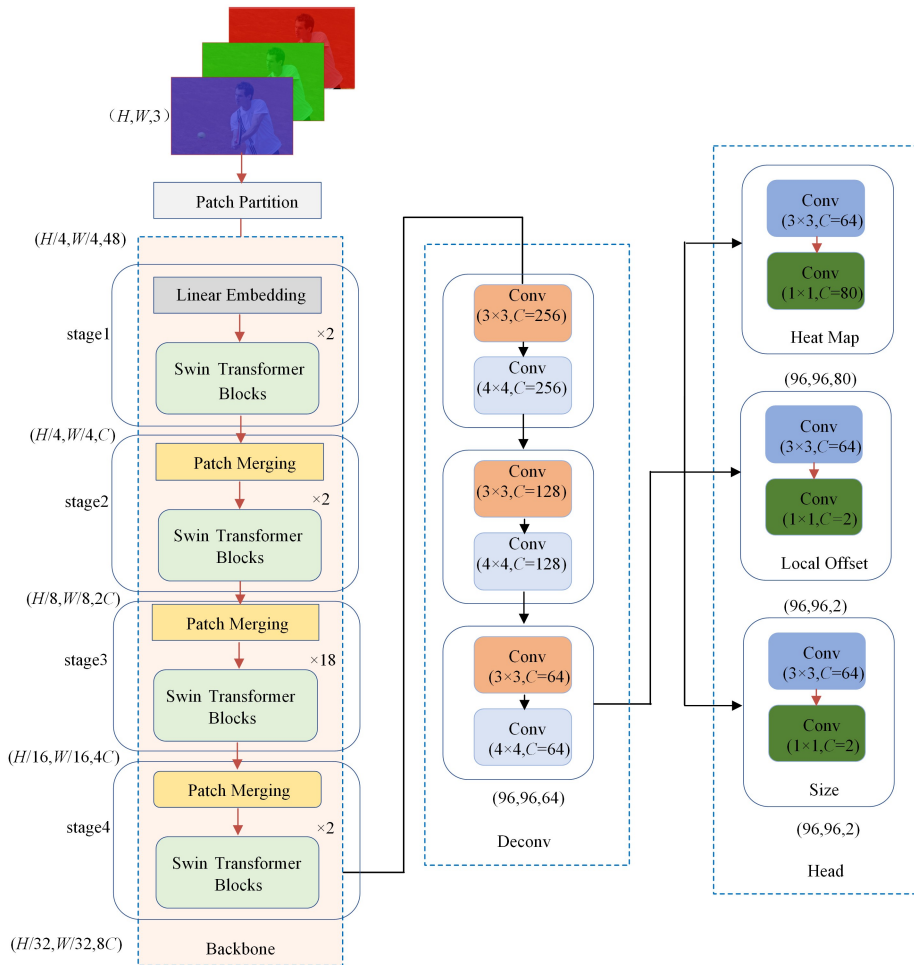 (H,W,3)
Patch Partition
(H/4,W/4,48)
Linear Embedding
stage1
×2
Swin Transformer
Blocks
(H/4,W/4,C)
Patch Merging
stage2
×2
Swin Transformer
Blocks
(H/8,W/8,2C)
Patch Merging
stage3
×18
Swin Transformer
Blocks
(H/16,W/16,4C)
Patch Merging
stage4
×2
Swin Transformer
Blocks
(H/32,W/32,8C)
Backbone
Conv
(3×3,C=256)
Conv
(4×4,C=256)
Conv
(3×3,C=128)
Conv
(4×4,C=128)
Conv
(3×3,C=64)
Conv
(4×4,C=64)
(96,96,64)
Deconv
Conv
(3×3,C=64)
Conv
(1×1,C=80)
Heat Map
(96,96,80)
Conv
(3×3,C=64)
Conv
(1×1,C=2)
Local Offset
(96,96,2)
Conv
(3×3,C=64)
Conv
(1×1,C=2)
Size
(96,96,2)
Head